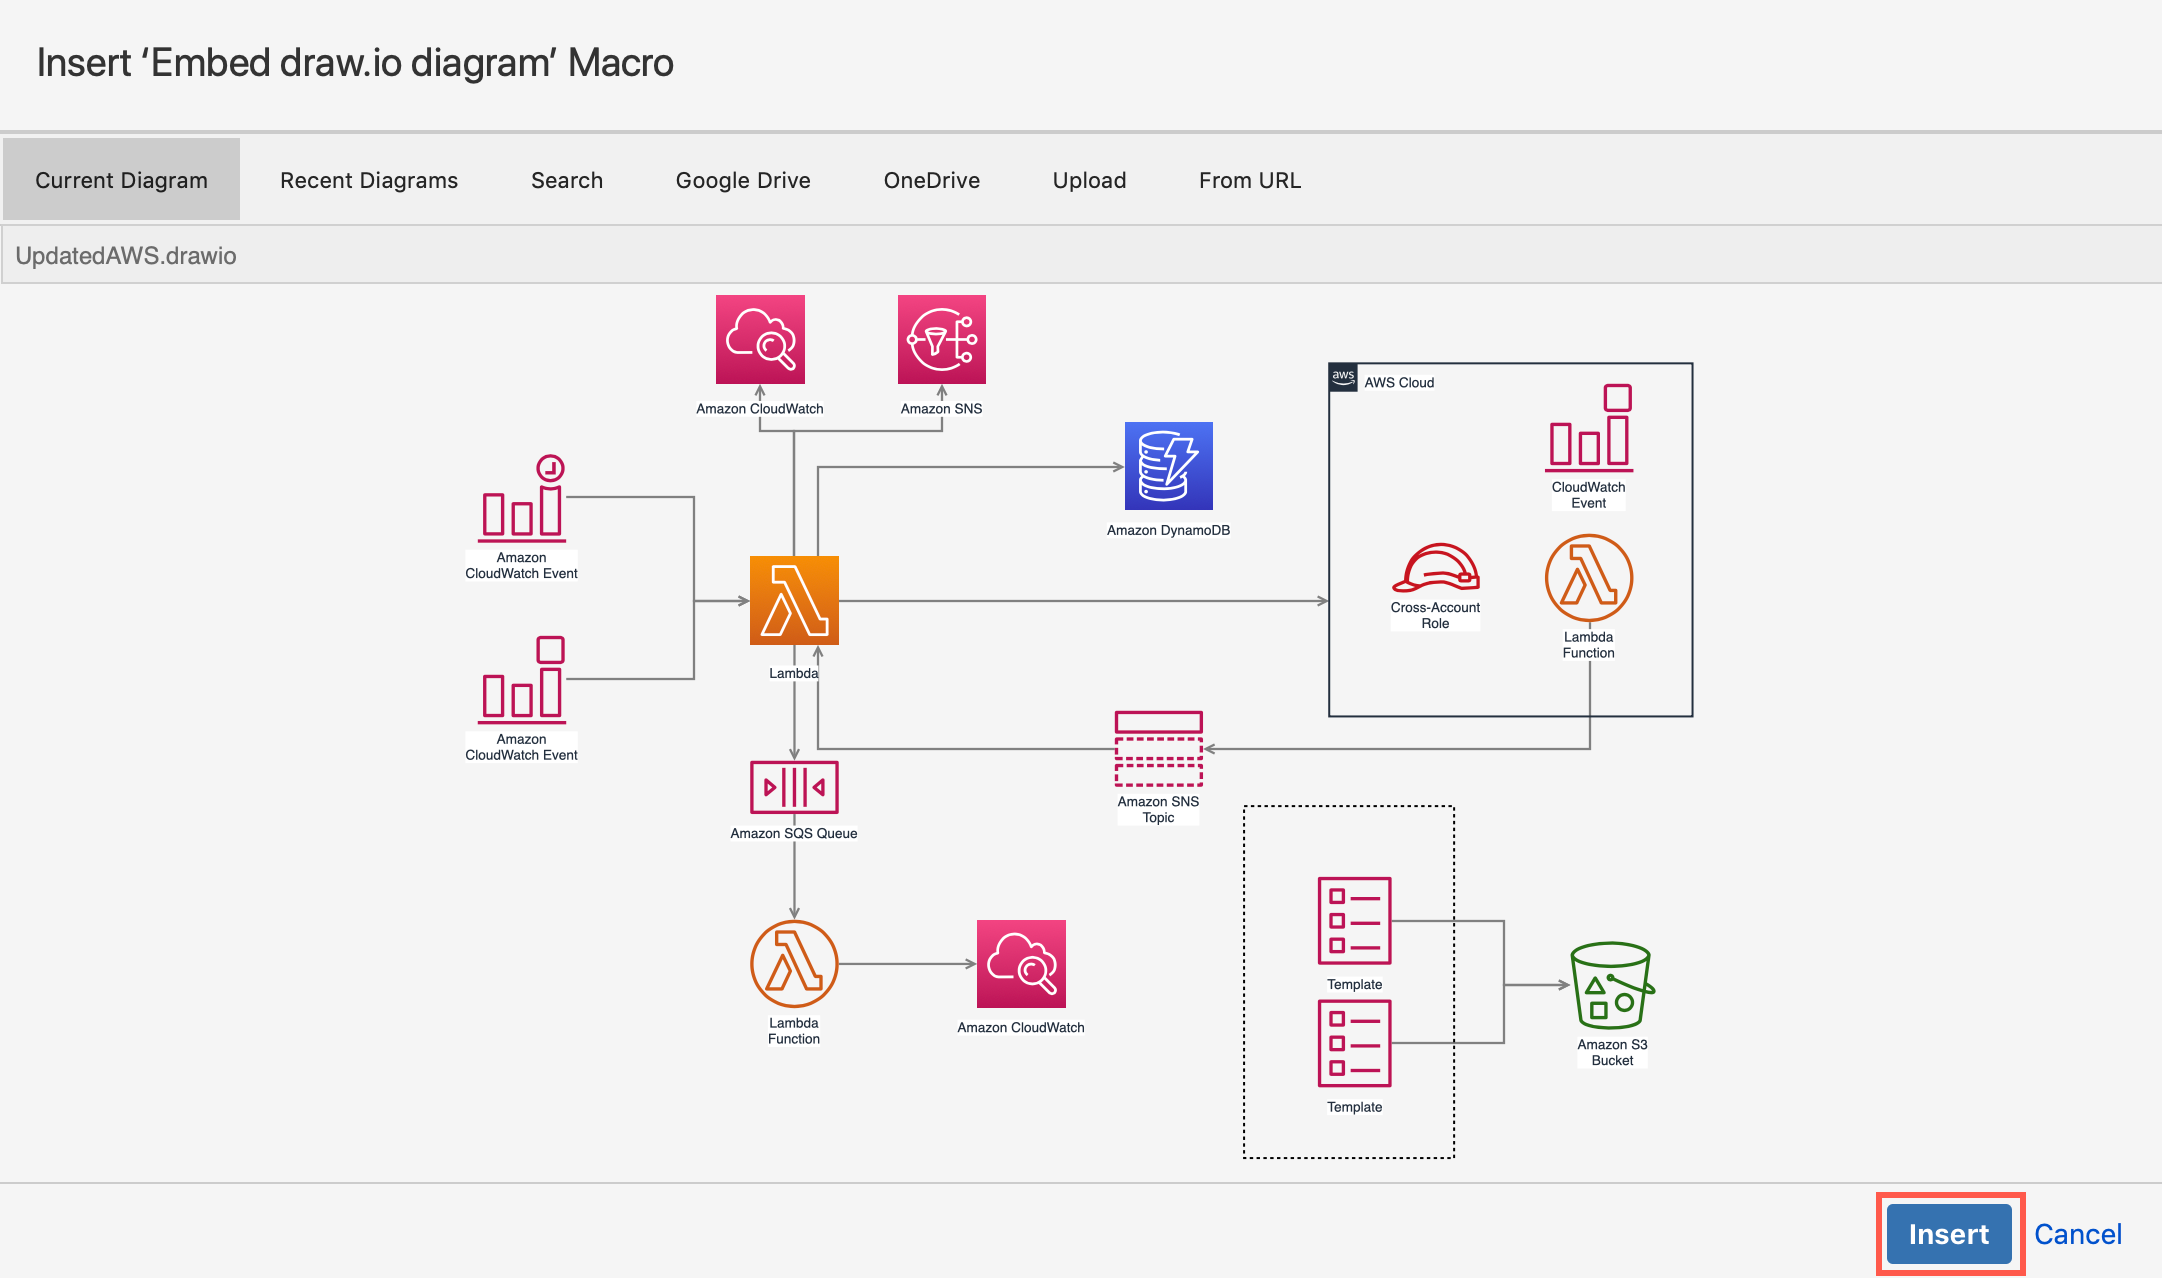 Insert ‘Embed draw.io diagram’ Macro
Current Diagram
Recent Diagrams
Search
Google Drive
OneDrive
Upload
From URL
UpdatedAWS.drawio
Amazon CloudWatch
Amazon SNS
aws
AWS Cloud
CloudWatch
Event
Amazon DynamoDB
Amazon
CloudWatch Event
Cross-Account
Role
Lambda
Function
Lambda
Amazon
CloudWatch Event
Amazon SNS
Topic
Amazon SQS Queue
Template
Lambda
Function
Amazon CloudWatch
Amazon S3
Bucket
Template
Insert
Cancel